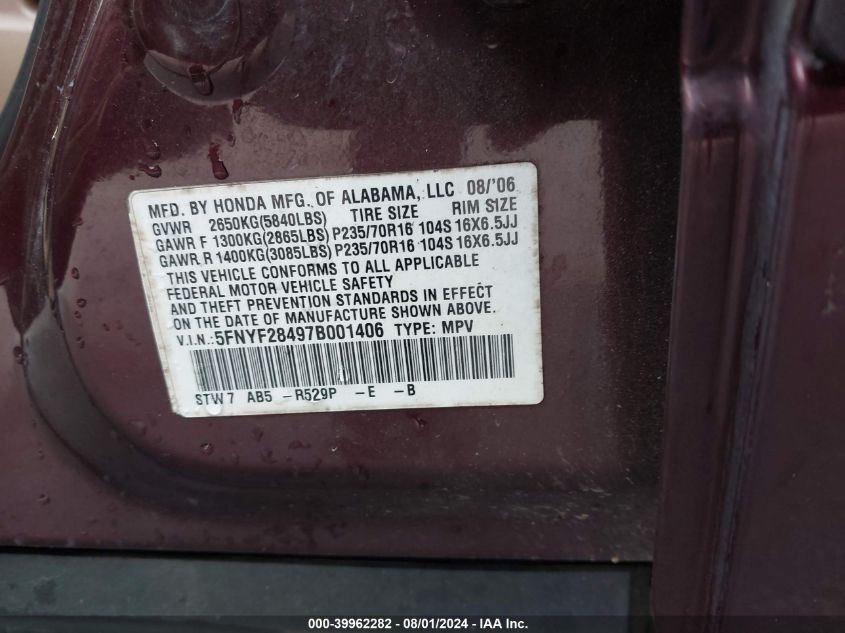 MFD. BY HONDA MFG. OF ALABAMA, LLC 08/'06
GVWR 2650KG(5840LBS) TIRE SIZE RIM SIZE
GAWR F 1300KG(2865LBS) P235/70R16 104S 16X6.5JJ
GAWR R 1400KG(3085LBS) P235/70R16 104S 16X6.5JJ
THIS VEHICLE CONFORMS TO ALL APPLICABLE
FEDERAL MOTOR VEHICLE SAFETY
AND THEFT PREVENTION STANDARDS IN EFFECT
ON THE DATE OF MANUFACTURE SHOWN ABOVE.
V.I.N.:5FNYF28497B001406 TYPE: MPV
STW7 AB5 -R529P -E -B
000-39962282 - 08/01/2024 - IAA Inc.